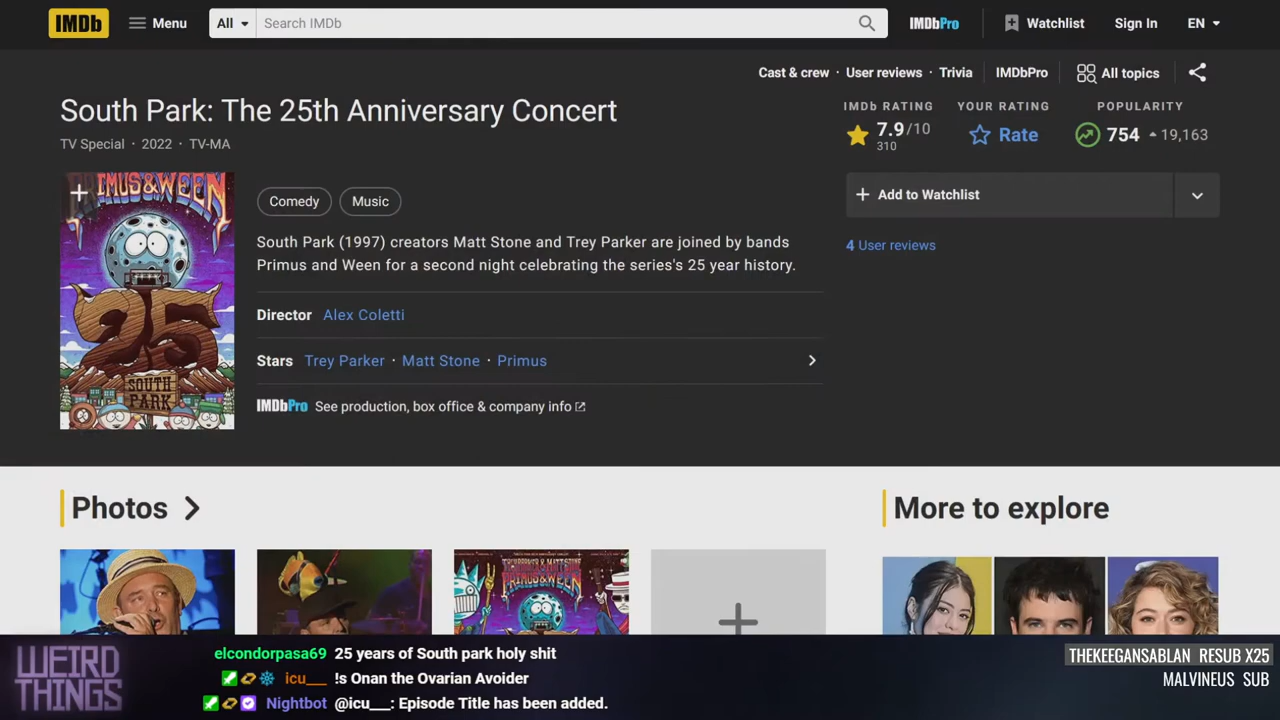 IMDb
Menu
All
Search IMDb
IMDbPro
Watchlist
Sign In
EN
Cast & crew · User reviews · Trivia
IMDbPro
All topics
South Park: The 25th Anniversary Concert
TV Special · 2022 · TV-MA
IMDb RATING
7.9/10
310
YOUR RATING
Rate
POPULARITY
754
19,163
PRIMUS & WEEN
25
SOUTH
PARK
Comedy
Music
South Park (1997) creators Matt Stone and Trey Parker are joined by bands
Primus and Ween for a second night celebrating the series's 25 year history.
Director Alex Coletti
Stars Trey Parker · Matt Stone · Primus
IMDbPro See production, box office & company info
+ Add to Watchlist
4 User reviews
Photos
More to explore
PRIMUS & WEEN
WEIRD
THINGS
elcondorpasa69 25 years of South park holy shit
icu___ !s Onan the Ovarian Avoider
Nightbot @icu___: Episode Title has been added.
THEKEEGANSABLAN RESUB X25
MALVINEUS SUB